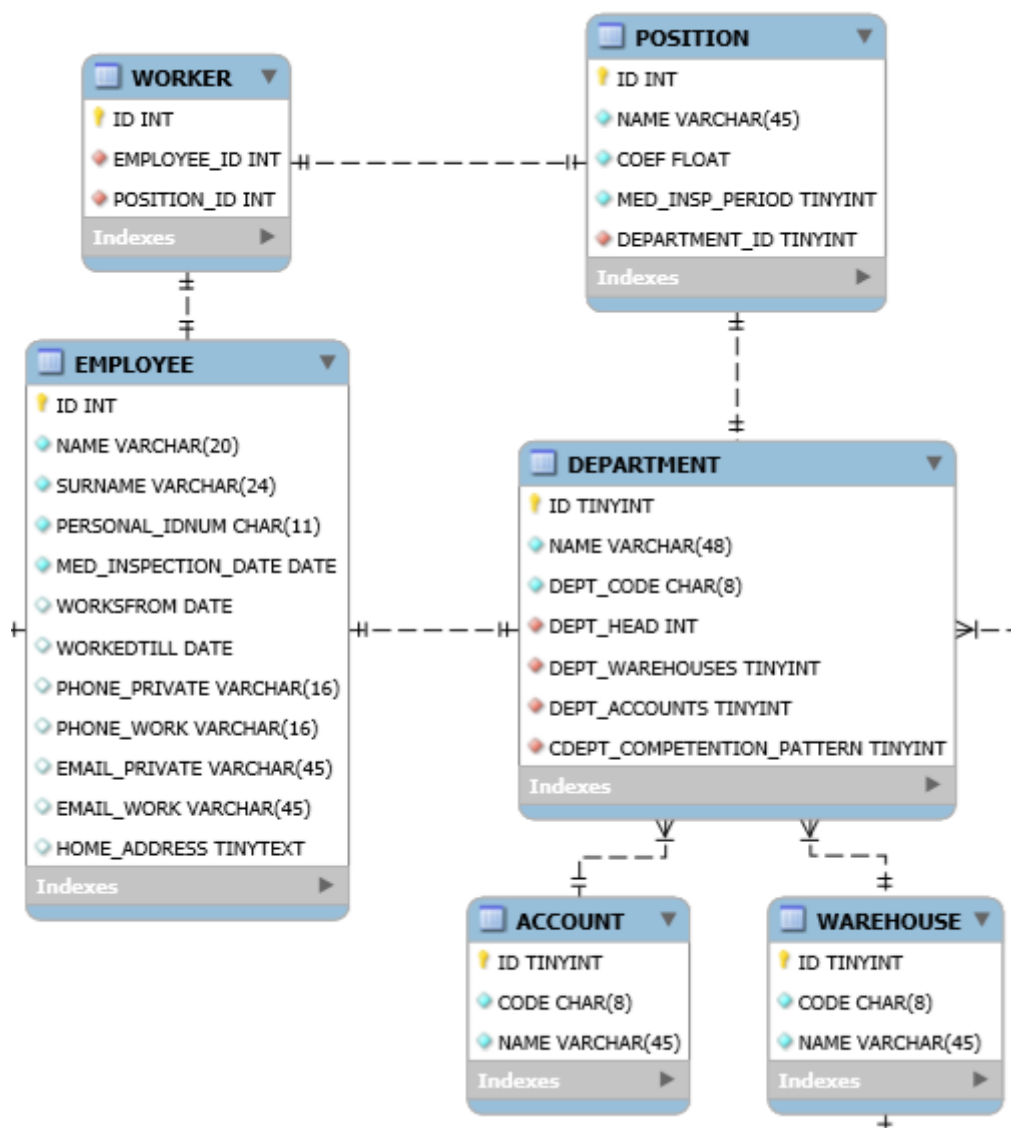 WORKER
ID INT
EMPLOYEE_ID INT
POSITION_ID INT
Indexes
POSITION
ID INT
NAME VARCHAR(45)
COEF FLOAT
MED_INSP_PERIOD TINYINT
DEPARTMENT_ID TINYINT
Indexes
EMPLOYEE
ID INT
NAME VARCHAR(20)
SURNAME VARCHAR(24)
PERSONAL_IDNUM CHAR(11)
MED_INSPECTION_DATE DATE
WORKSFROM DATE
WORKEDTILL DATE
PHONE_PRIVATE VARCHAR(16)
PHONE_WORK VARCHAR(16)
EMAIL_PRIVATE VARCHAR(45)
EMAIL_WORK VARCHAR(45)
HOME_ADDRESS TINYTEXT
Indexes
DEPARTMENT
ID TINYINT
NAME VARCHAR(48)
DEPT_CODE CHAR(8)
DEPT_HEAD INT
DEPT_WAREHOUSES TINYINT
DEPT_ACCOUNTS TINYINT
CDEPT_COMPETENTION_PATTERN TINYINT
Indexes
ACCOUNT
ID TINYINT
CODE CHAR(8)
NAME VARCHAR(45)
Indexes
WAREHOUSE
ID TINYINT
CODE CHAR(8)
NAME VARCHAR(45)
Indexes